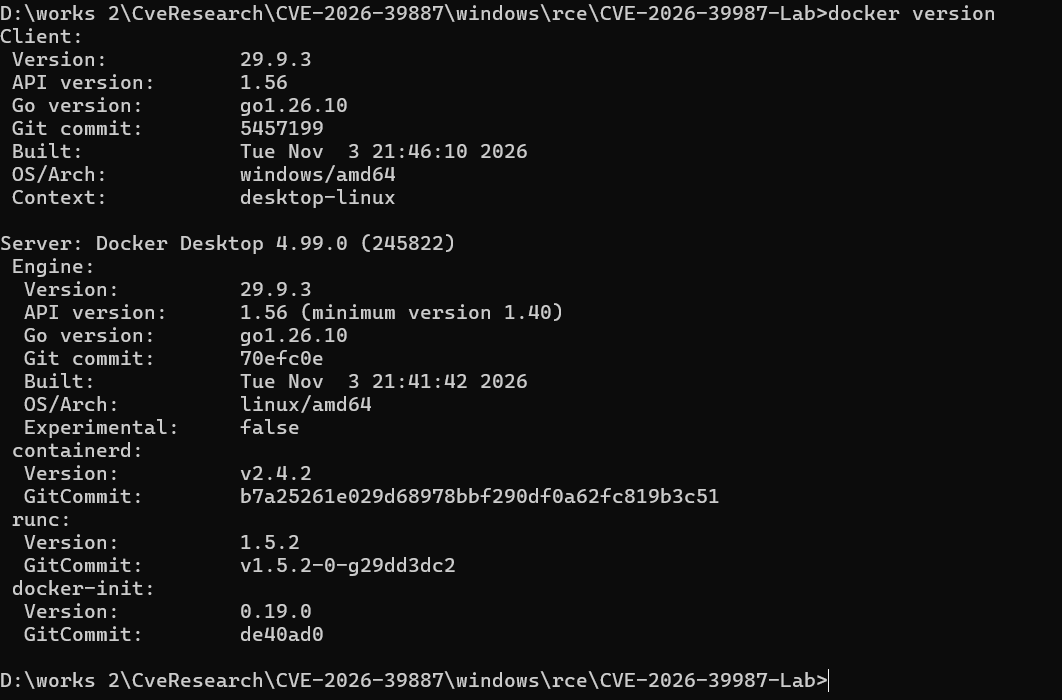 D:\works 2\CveResearch\CVE-2026-39887\windows\rce\CVE-2026-39987-Lab>docker version
Client:
 Version:           29.9.3
 API version:       1.56
 Go version:        go1.26.10
 Git commit:        5457199
 Built:             Tue Nov  3 21:46:10 2026
 OS/Arch:           windows/amd64
 Context:           desktop-linux

Server: Docker Desktop 4.99.0 (245822)
 Engine:
  Version:          29.9.3
  API version:      1.56 (minimum version 1.40)
  Go version:       go1.26.10
  Git commit:       70efc0e
  Built:            Tue Nov  3 21:41:42 2026
  OS/Arch:          linux/amd64
  Experimental:     false
 containerd:
  Version:          v2.4.2
  GitCommit:        b7a25261e029d68978bbf290df0a62fc819b3c51
 runc:
  Version:          1.5.2
  GitCommit:        v1.5.2-0-g29dd3dc2
 docker-init:
  Version:          0.19.0
  GitCommit:        de40ad0

D:\works 2\CveResearch\CVE-2026-39887\windows\rce\CVE-2026-39987-Lab>